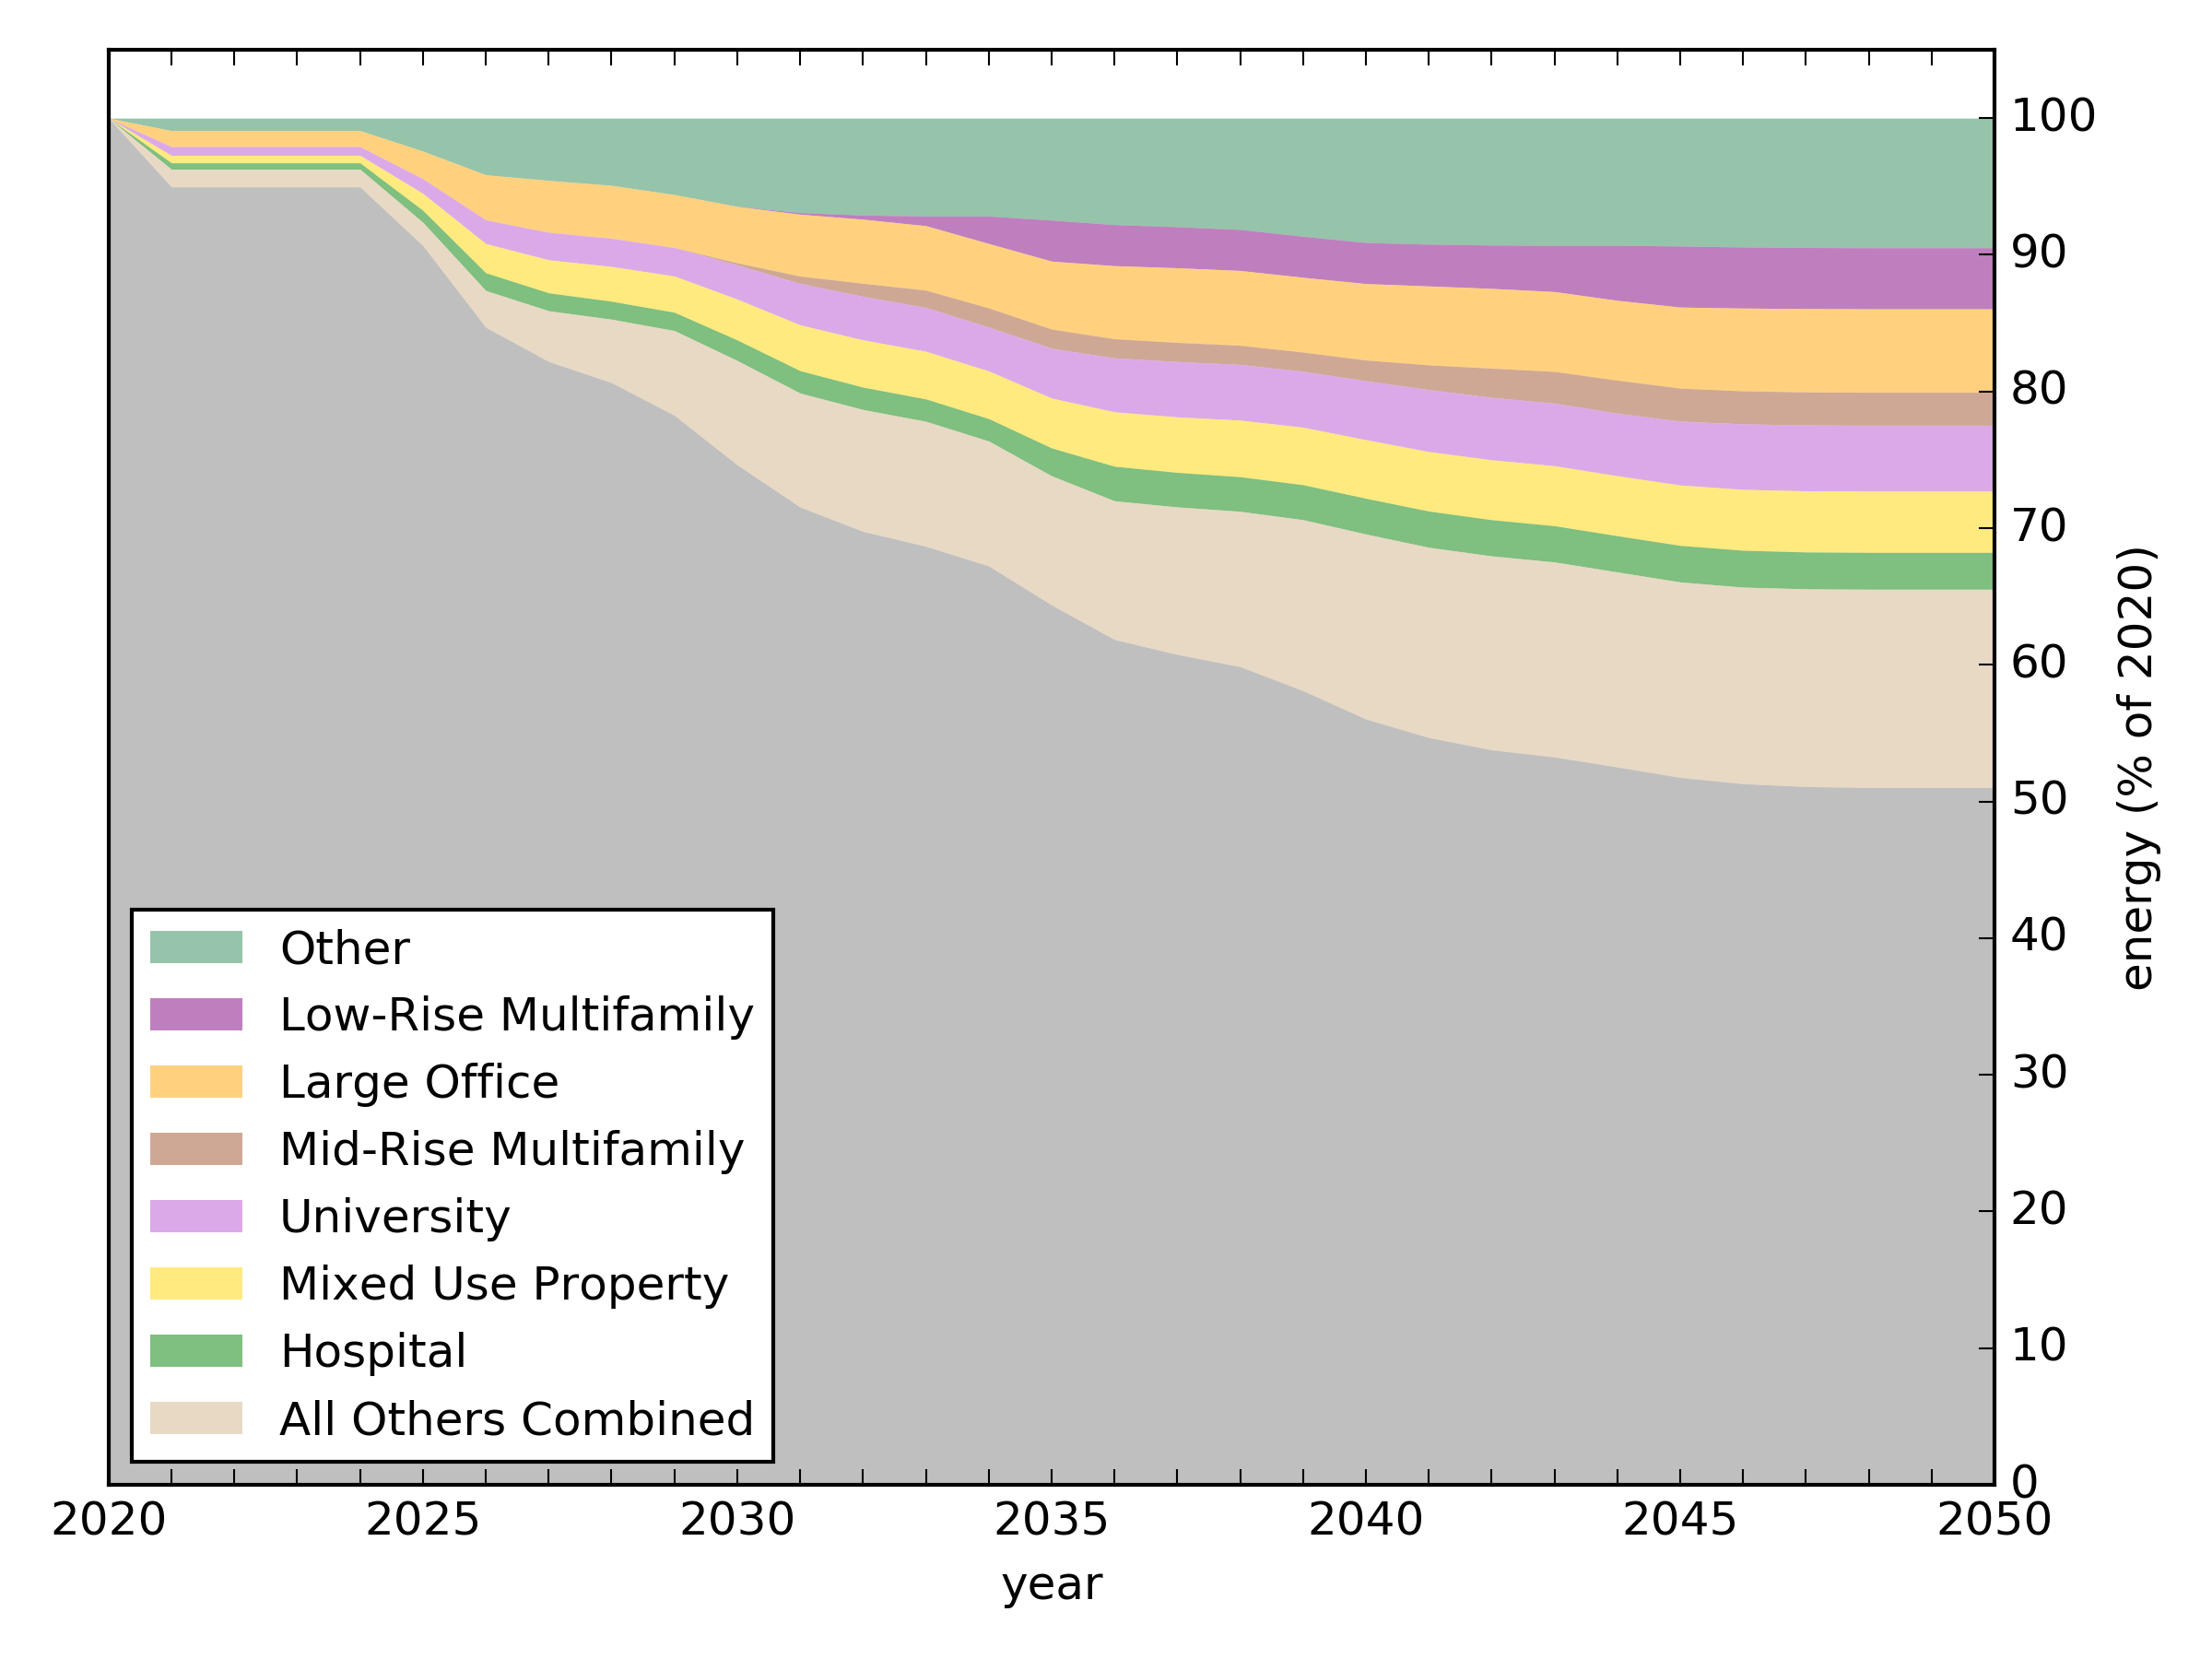 100
90
80
70
60
50
40
30
20
10
0
energy (% of 2020)
Other
Low-Rise Multifamily
Large Office
Mid-Rise Multifamily
University
Mixed Use Property
Hospital
All Others Combined
2020 2025 2030 2035 2040 2045 2050
year